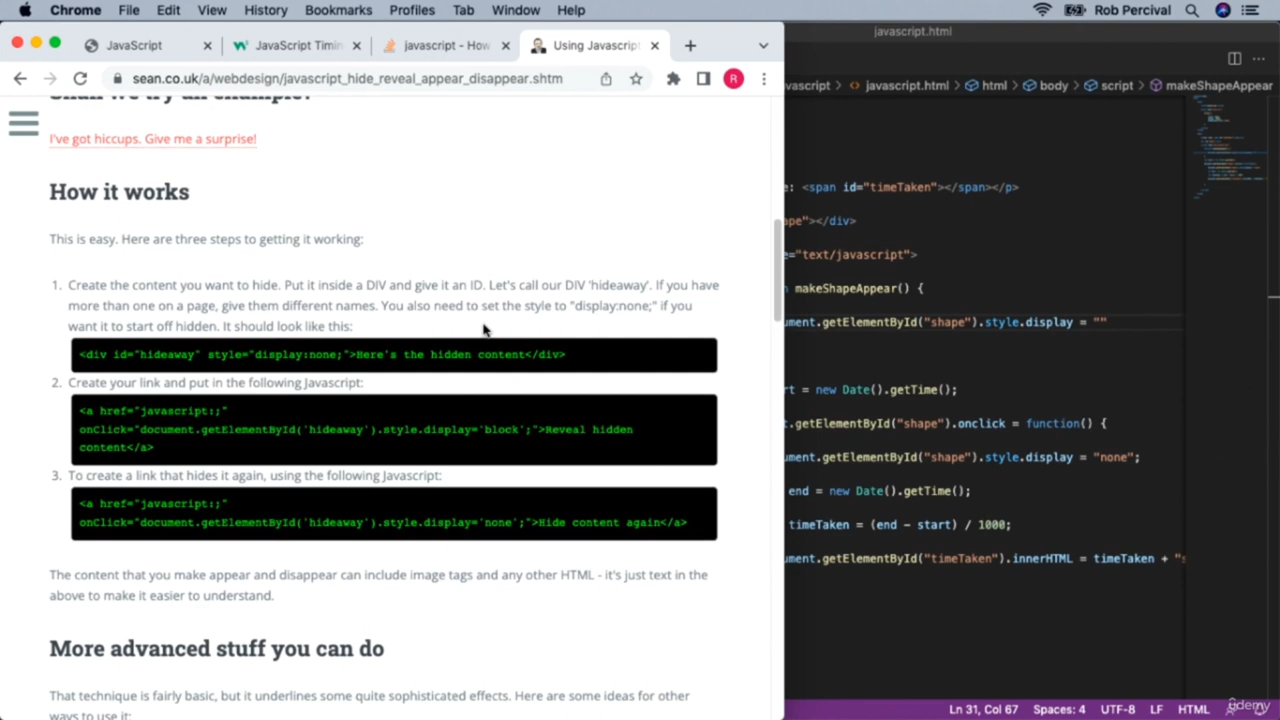 Chrome File Edit View History Bookmarks Profiles Tab Window Help Rob Percival
JavaScript
JavaScript Timin
javascript - How
Using Javascript
javascript.html
sean.co.uk/a/webdesign/javascript_hide_reveal_appear_disappear.shtm
R
vascript javascript.html html body script makeShapeAppear
Shall we try an example?
I've got hiccups. Give me a surprise!
How it works
This is easy. Here are three steps to getting it working:
1. Create the content you want to hide. Put it inside a DIV and give it an ID. Let's call our DIV 'hideaway'. If you have
more than one on a page, give them different names. You also need to set the style to "display:none;" if you
want it to start off hidden. It should look like this:
<div id="hideaway" style="display:none;">Here's the hidden content</div>
2. Create your link and put in the following Javascript:
<a href="javascript:;"
onClick="document.getElementById('hideaway').style.display='block';">Reveal hidden
content</a>
3. To create a link that hides it again, using the following Javascript:
<a href="javascript:;"
onClick="document.getElementById('hideaway').style.display='none';">Hide content again</a>
The content that you make appear and disappear can include image tags and any other HTML - it's just text in the
above to make it easier to understand.
More advanced stuff you can do
That technique is fairly basic, but it underlines some quite sophisticated effects. Here are some ideas for other
ways to use it:
e: <span id="timeTaken"></span></p>
ape"></div>
e="text/javascript">
n makeShapeAppear() {
ument.getElementById("shape").style.display = ""
rt = new Date().getTime();
t.getElementById("shape").onclick = function() {
ument.getElementById("shape").style.display = "none";
end = new Date().getTime();
timeTaken = (end - start) / 1000;
ument.getElementById("timeTaken").innerHTML = timeTaken + "s
Ln 31, Col 67 Spaces: 4 UTF-8 LF HTML
ûdemy